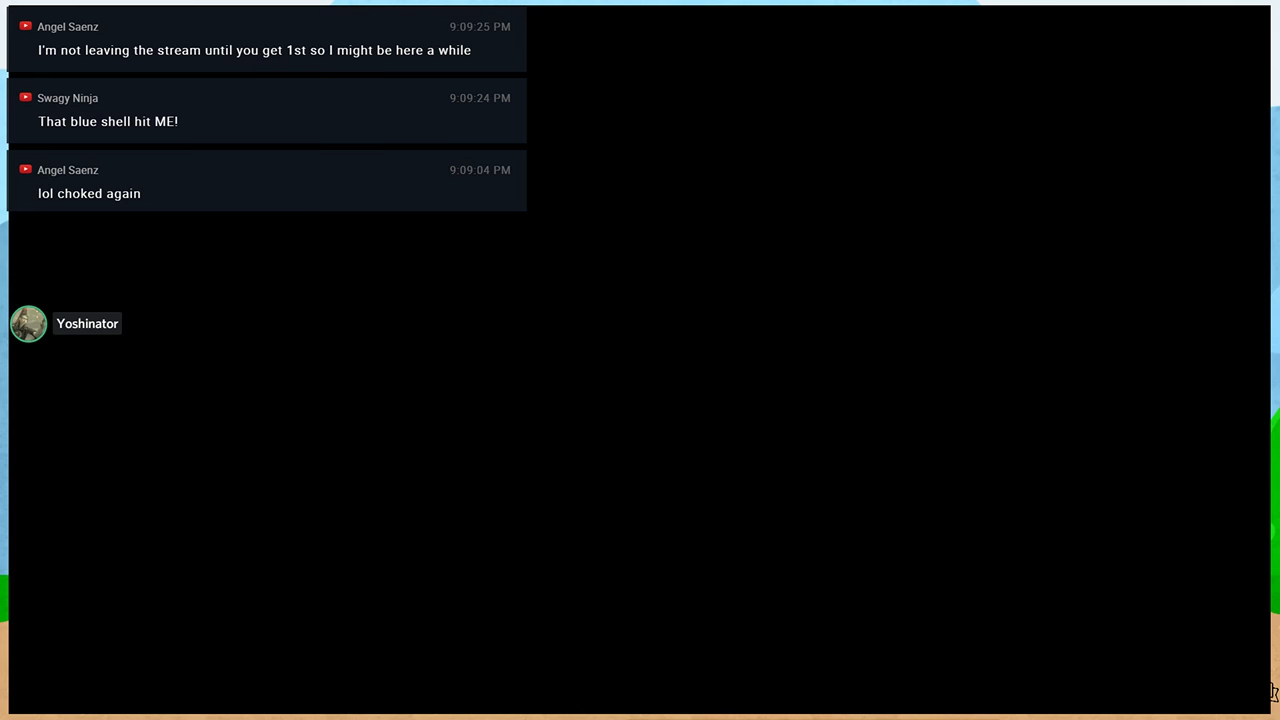 Angel Saenz 9:09:25 PM
I'm not leaving the stream until you get 1st so I might be here a while
Swagy Ninja 9:09:24 PM
That blue shell hit ME!
Angel Saenz 9:09:04 PM
lol choked again
Yoshinator